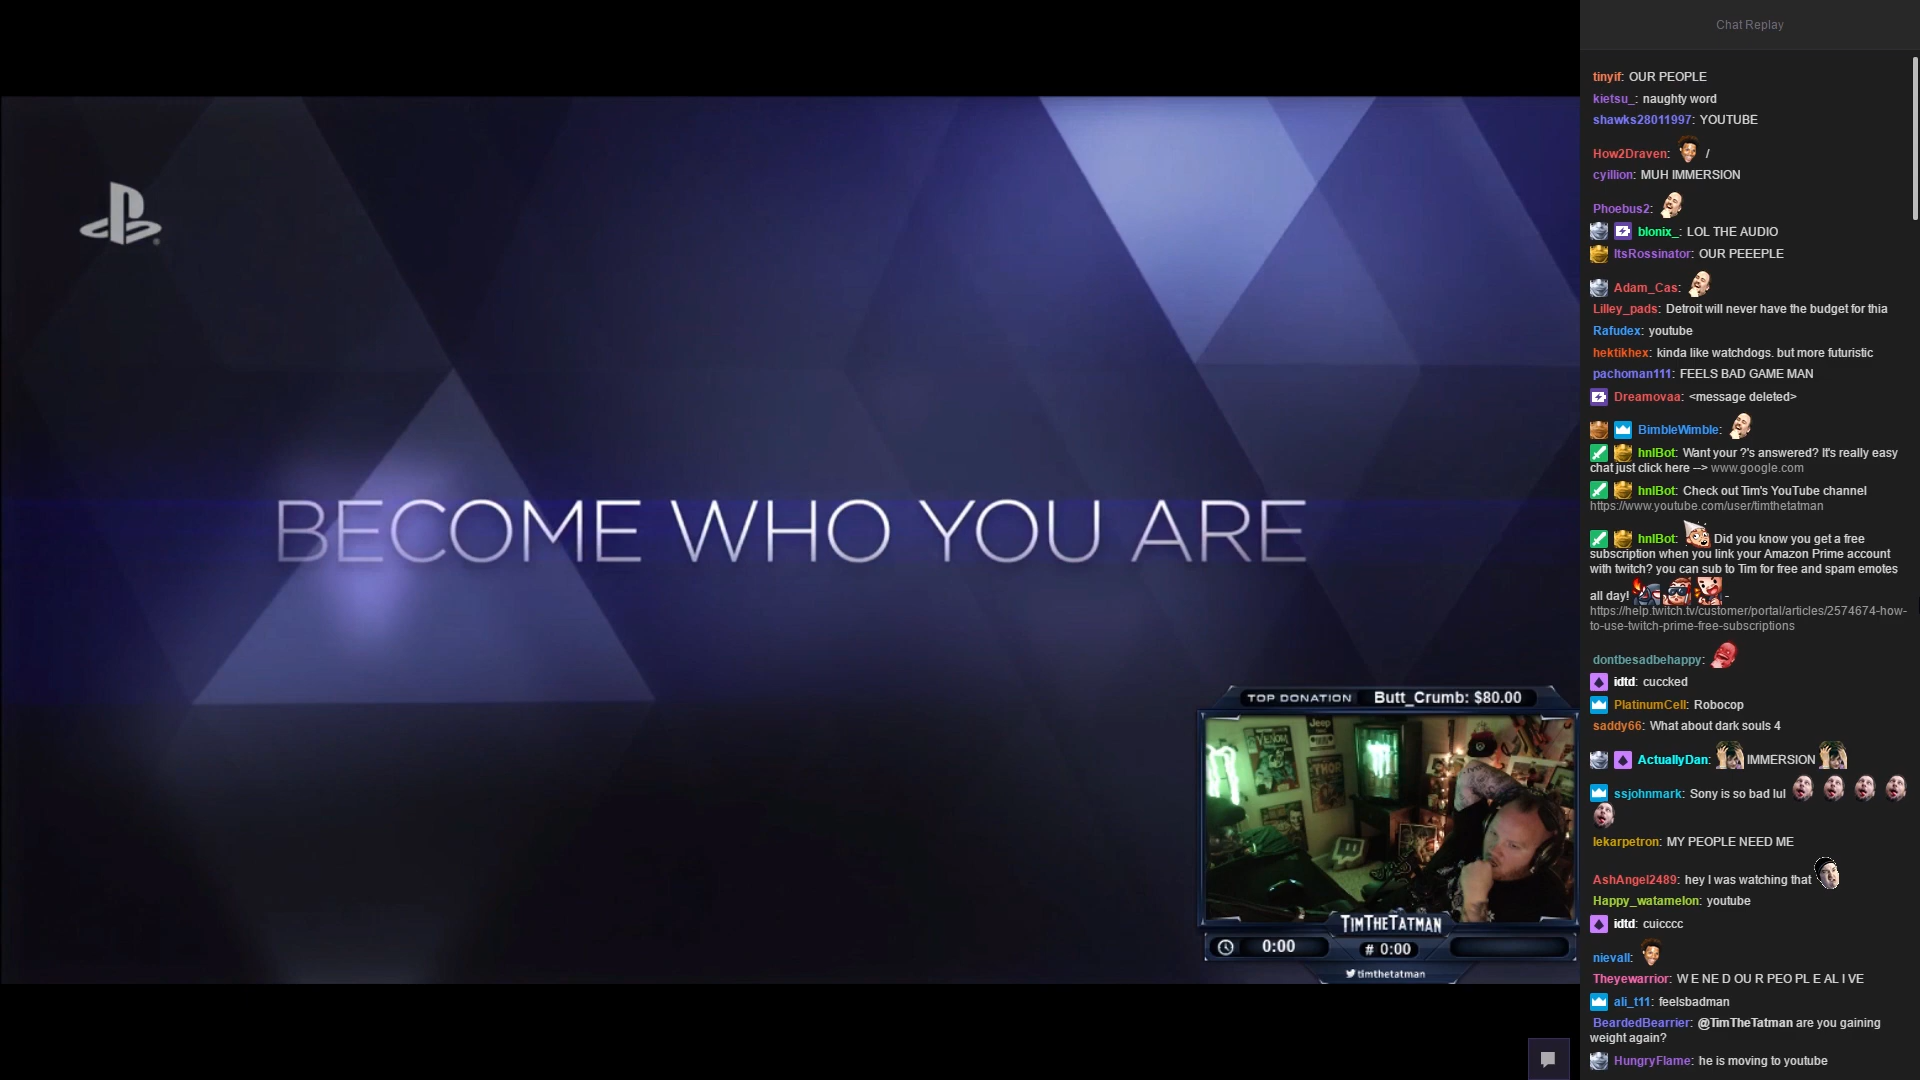 BECOME WHO YOU ARE
TOP DONATION Butt_Crumb: $80.00
Jeep
VENOM
THOR
TIMTHETATMAN
0:00
# 0:00
timthetatman
Chat Replay
tinyif: OUR PEOPLE
kietsu_: naughty word
shawks28011997: YOUTUBE
How2Draven: /
cyillion: MUH IMMERSION
Phoebus2:
blonix_: LOL THE AUDIO
ItsRossinator: OUR PEEEPLE
Adam_Cas:
Lilley_pads: Detroit will never have the budget for thia
Rafudex: youtube
hektikhex: kinda like watchdogs. but more futuristic
pachoman111: FEELS BAD GAME MAN
Dreamovaa: <message deleted>
BimbleWimble:
hnlBot: Want your ?'s answered? It's really easy
chat just click here --> www.google.com
hnlBot: Check out Tim's YouTube channel
https://www.youtube.com/user/timthetatman
hnlBot: Did you know you get a free
subscription when you link your Amazon Prime account
with twitch? you can sub to Tim for free and spam emotes
all day! -
https://help.twitch.tv/customer/portal/articles/2574674-how-
to-use-twitch-prime-free-subscriptions
dontbesadbehappy:
idtd: cuccked
PlatinumCell: Robocop
saddy66: What about dark souls 4
ActuallyDan: IMMERSION
ssjohnmark: Sony is so bad lul
lekarpetron: MY PEOPLE NEED ME
AshAngel2489: hey I was watching that
Happy_watamelon: youtube
idtd: cuicccc
nievall:
Theyewarrior: W E NE D OU R PEO PL E AL I VE
ali_t11: feelsbadman
BeardedBearrier: @TimTheTatman are you gaining
weight again?
HungryFlame: he is moving to youtube